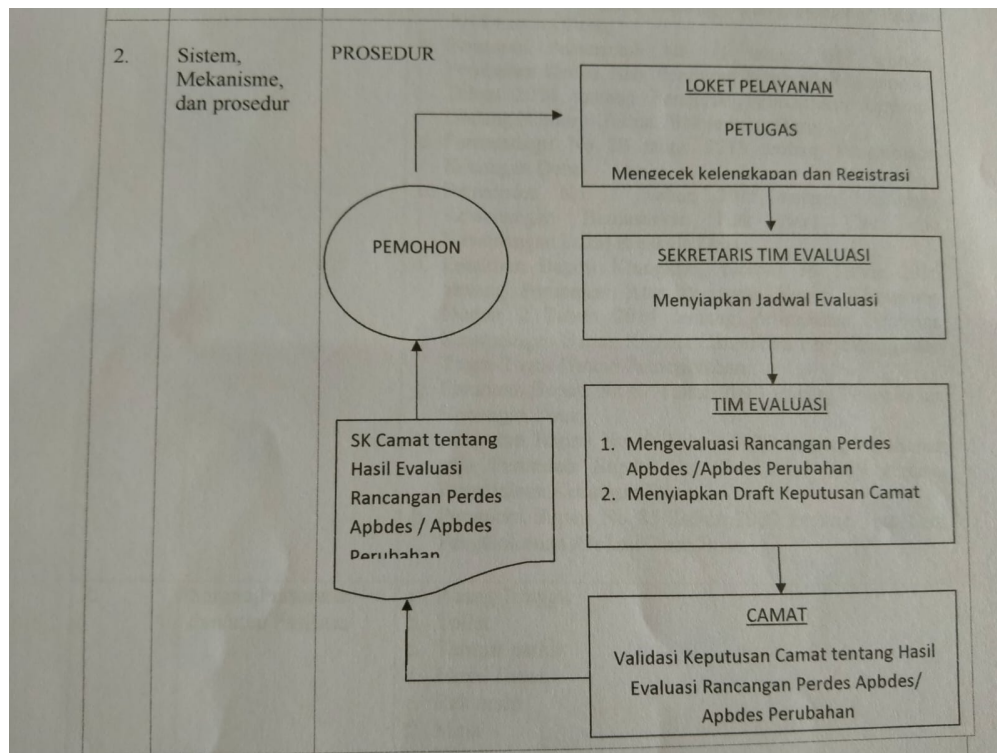 2.
Sistem,
Mekanisme,
dan prosedur
PROSEDUR
LOKET PELAYANAN
PETUGAS
Mengecek kelengkapan dan Registrasi
PEMOHON
SEKRETARIS TIM EVALUASI
Menyiapkan Jadwal Evaluasi
TIM EVALUASI
1. Mengevaluasi Rancangan Perdes
Apbdes /Apbdes Perubahan
2. Menyiapkan Draft Keputusan Camat
SK Camat tentang
Hasil Evaluasi
Rancangan Perdes
Apbdes / Apbdes
Perubahan
CAMAT
Validasi Keputusan Camat tentang Hasil
Evaluasi Rancangan Perdes Apbdes/
Apbdes Perubahan